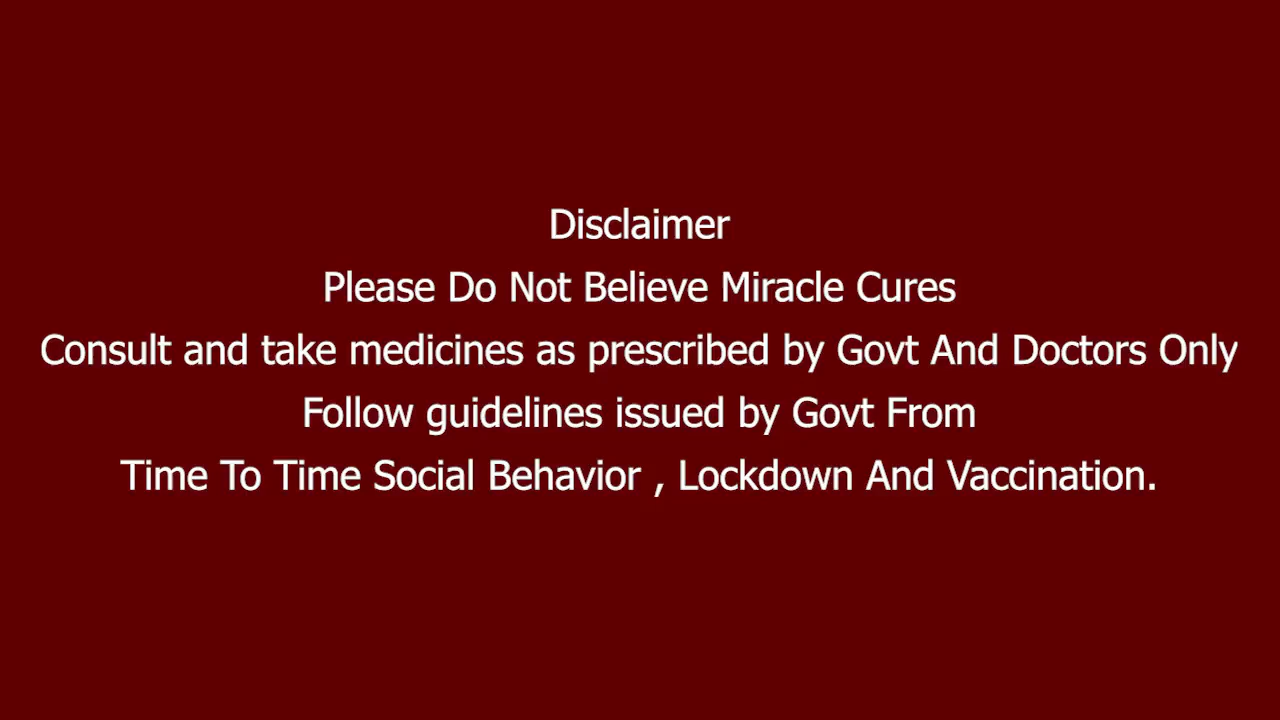 Disclaimer
Please Do Not Believe Miracle Cures
Consult and take medicines as prescribed by Govt And Doctors Only
Follow guidelines issued by Govt From
Time To Time Social Behavior , Lockdown And Vaccination.